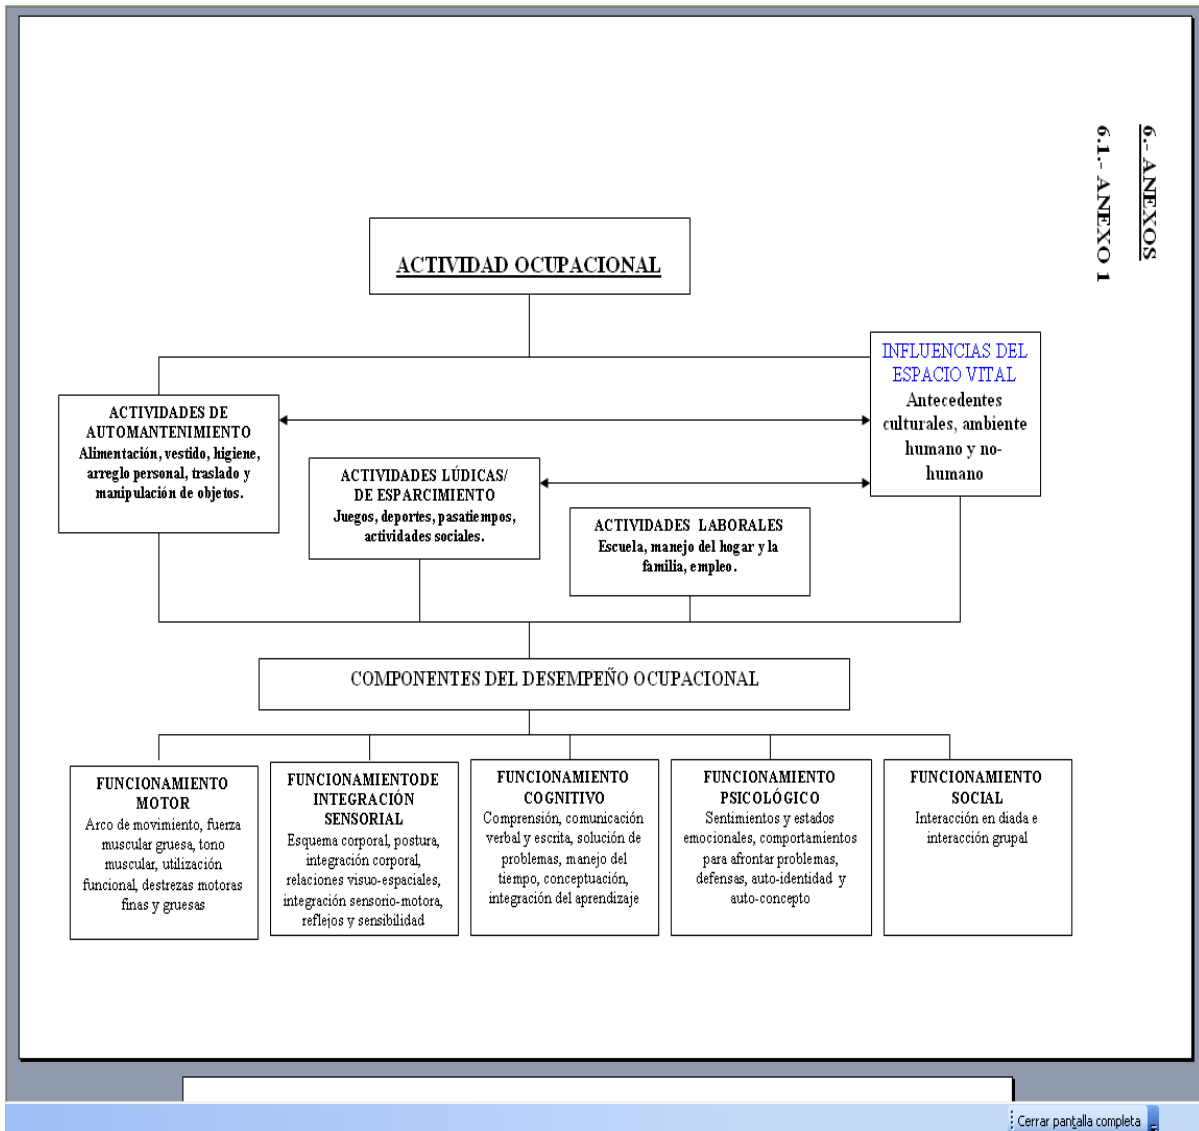 6.- ANEXOS
6.1.- ANEXO 1
ACTIVIDAD OCUPACIONAL
INFLUENCIAS DEL
ESPACIO VITAL
Antecedentes
culturales, ambiente
humano y no-
humano
ACTIVIDADES DE
AUTOMANTENIMIENTO
Alimentación, vestido, higiene,
arreglo personal, traslado y
manipulación de objetos.
ACTIVIDADES LÚDICAS/
DE ESPARCIMIENTO
Juegos, deportes, pasatiempos,
actividades sociales.
ACTIVIDADES LABORALES
Escuela, manejo del hogar y la
familia, empleo.
COMPONENTES DEL DESEMPEÑO OCUPACIONAL
FUNCIONAMIENTO
MOTOR
Arco de movimiento, fuerza
muscular gruesa, tono
muscular, utilización
funcional, destrezas motoras
finas y gruesas
FUNCIONAMIENTO DE
INTEGRACIÓN
SENSORIAL
Esquema corporal, postura,
integración corporal,
relaciones visuo-espaciales,
integración sensorio-motora,
reflejos y sensibilidad
FUNCIONAMIENTO
COGNITIVO
Comprensión, comunicación
verbal y escrita, solución de
problemas, manejo del
tiempo, conceptuación,
integración del aprendizaje
FUNCIONAMIENTO
PSICOLÓGICO
Sentimientos y estados
emocionales, comportamientos
para afrontar problemas,
defensas, auto-identidad y
auto-concepto
FUNCIONAMIENTO
SOCIAL
Interacción en diada e
interacción grupal
Cerrar pantalla completa